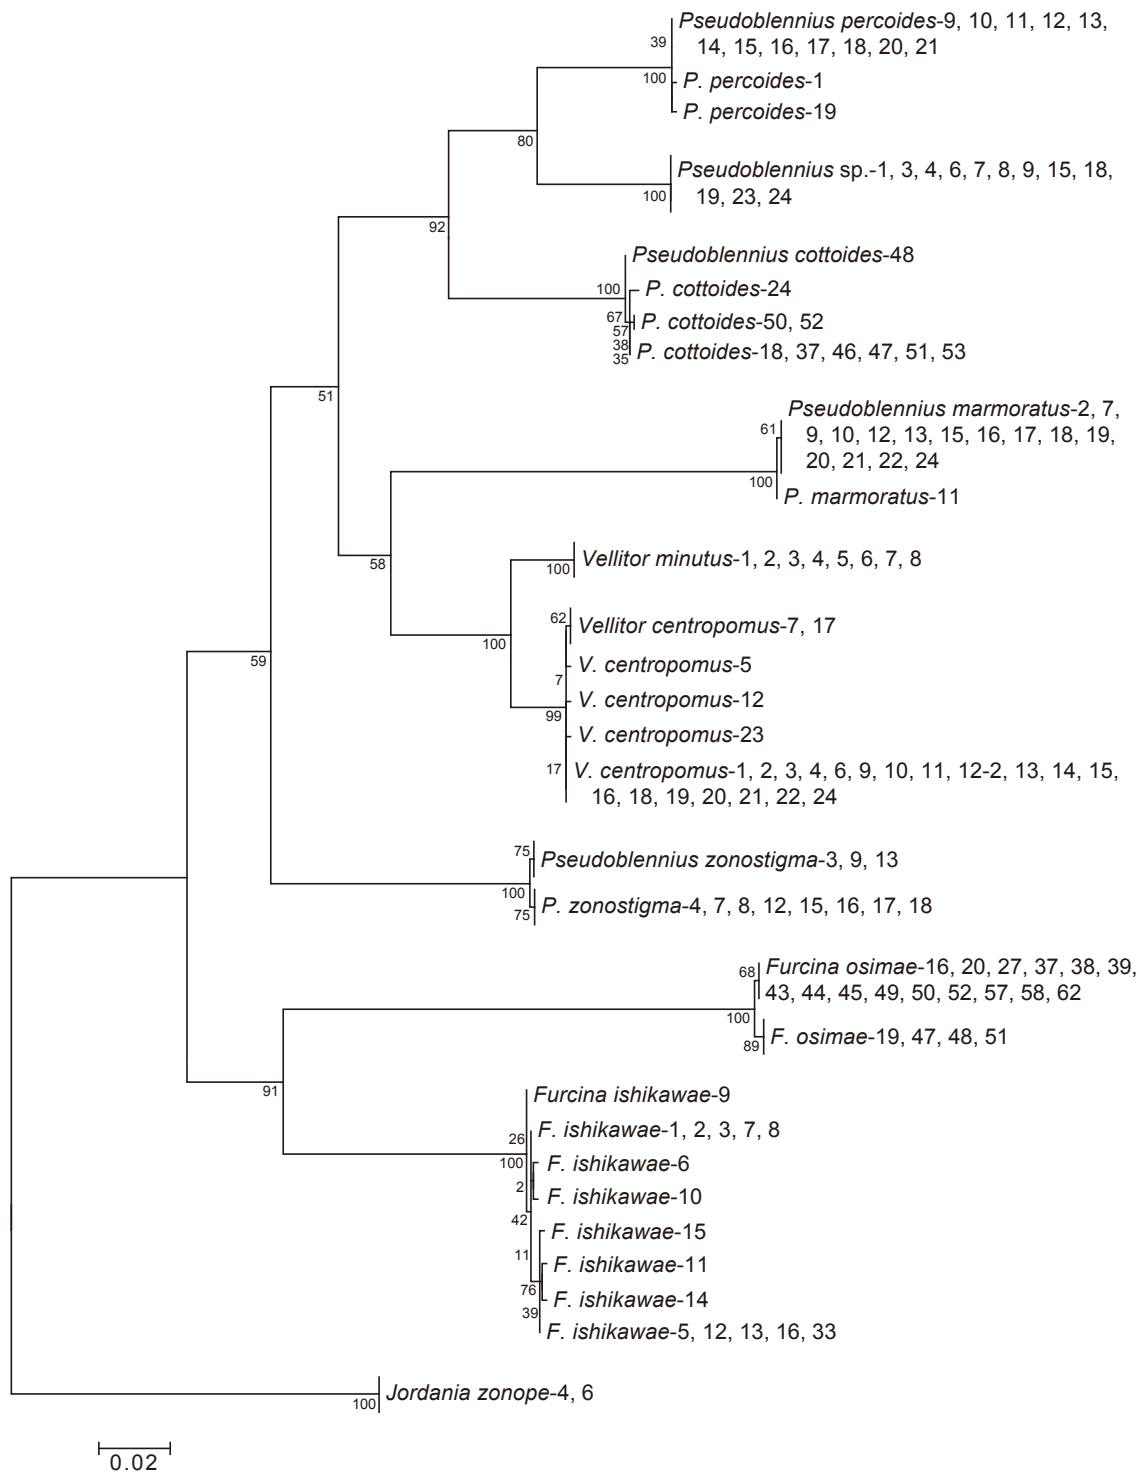 Pseudoblennius percoides-9, 10, 11, 12, 13,
14, 15, 16, 17, 18, 20, 21
39
100
P. percoides-1
P. percoides-19
80
Pseudoblennius sp.-1, 3, 4, 6, 7, 8, 9, 15, 18,
19, 23, 24
100
92
Pseudoblennius cottoides-48
100
P. cottoides-24
67
P. cottoides-50, 52
57
38
P. cottoides-18, 37, 46, 47, 51, 53
35
51
Pseudoblennius marmoratus-2, 7,
9, 10, 12, 13, 15, 16, 17, 18, 19,
20, 21, 22, 24
61
100
P. marmoratus-11
58
Vellitor minutus-1, 2, 3, 4, 5, 6, 7, 8
100
62
Vellitor centropomus-7, 17
100
59
V. centropomus-5
7
V. centropomus-12
99
V. centropomus-23
17
V. centropomus-1, 2, 3, 4, 6, 9, 10, 11, 12-2, 13, 14, 15,
16, 18, 19, 20, 21, 22, 24
75
Pseudoblennius zonostigma-3, 9, 13
100
75
P. zonostigma-4, 7, 8, 12, 15, 16, 17, 18
68
Furcina osimae-16, 20, 27, 37, 38, 39,
43, 44, 45, 49, 50, 52, 57, 58, 62
100
89
F. osimae-19, 47, 48, 51
91
Furcina ishikawae-9
26
F. ishikawae-1, 2, 3, 7, 8
100
F. ishikawae-6
2
F. ishikawae-10
42
F. ishikawae-15
11
F. ishikawae-11
76
F. ishikawae-14
39
F. ishikawae-5, 12, 13, 16, 33
Jordania zonope-4, 6
100
0.02